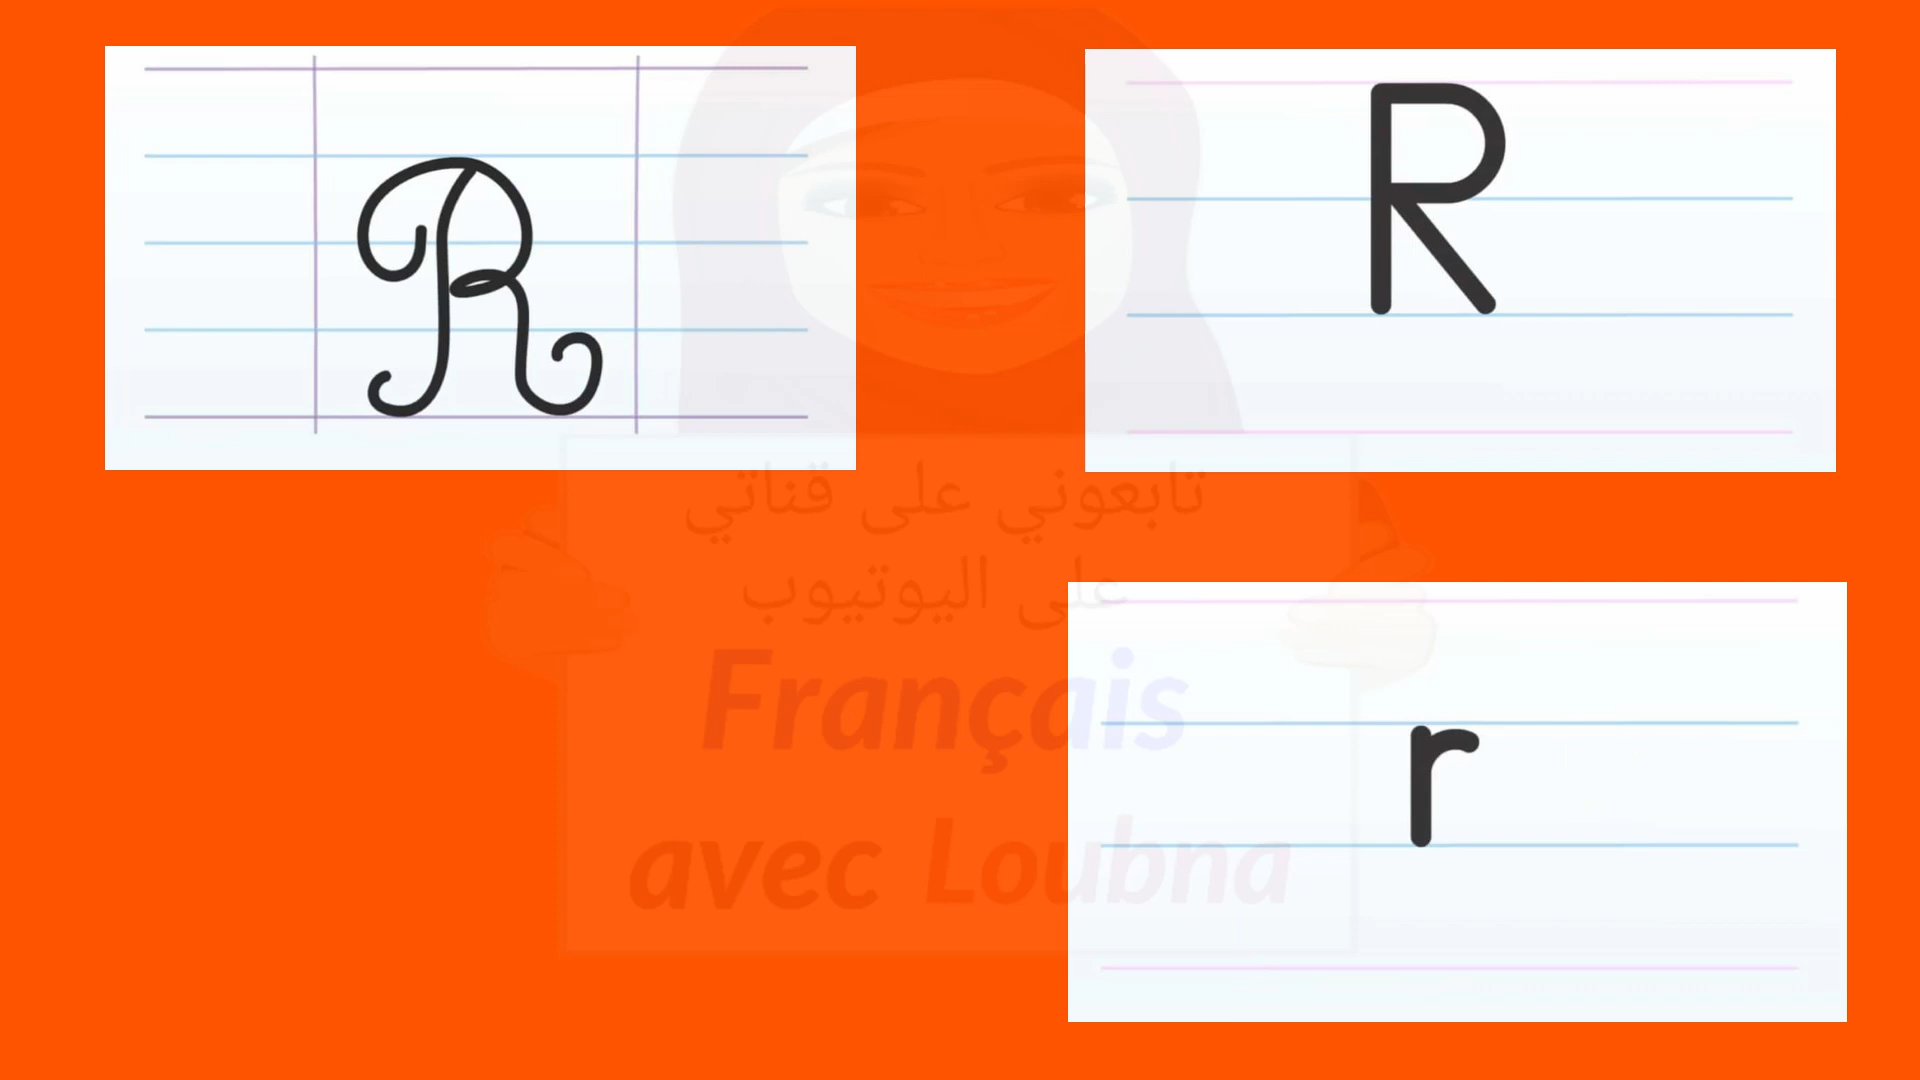 R R
r
تابعوني على قناتي
على اليوتيوب
Français
avec Loubna